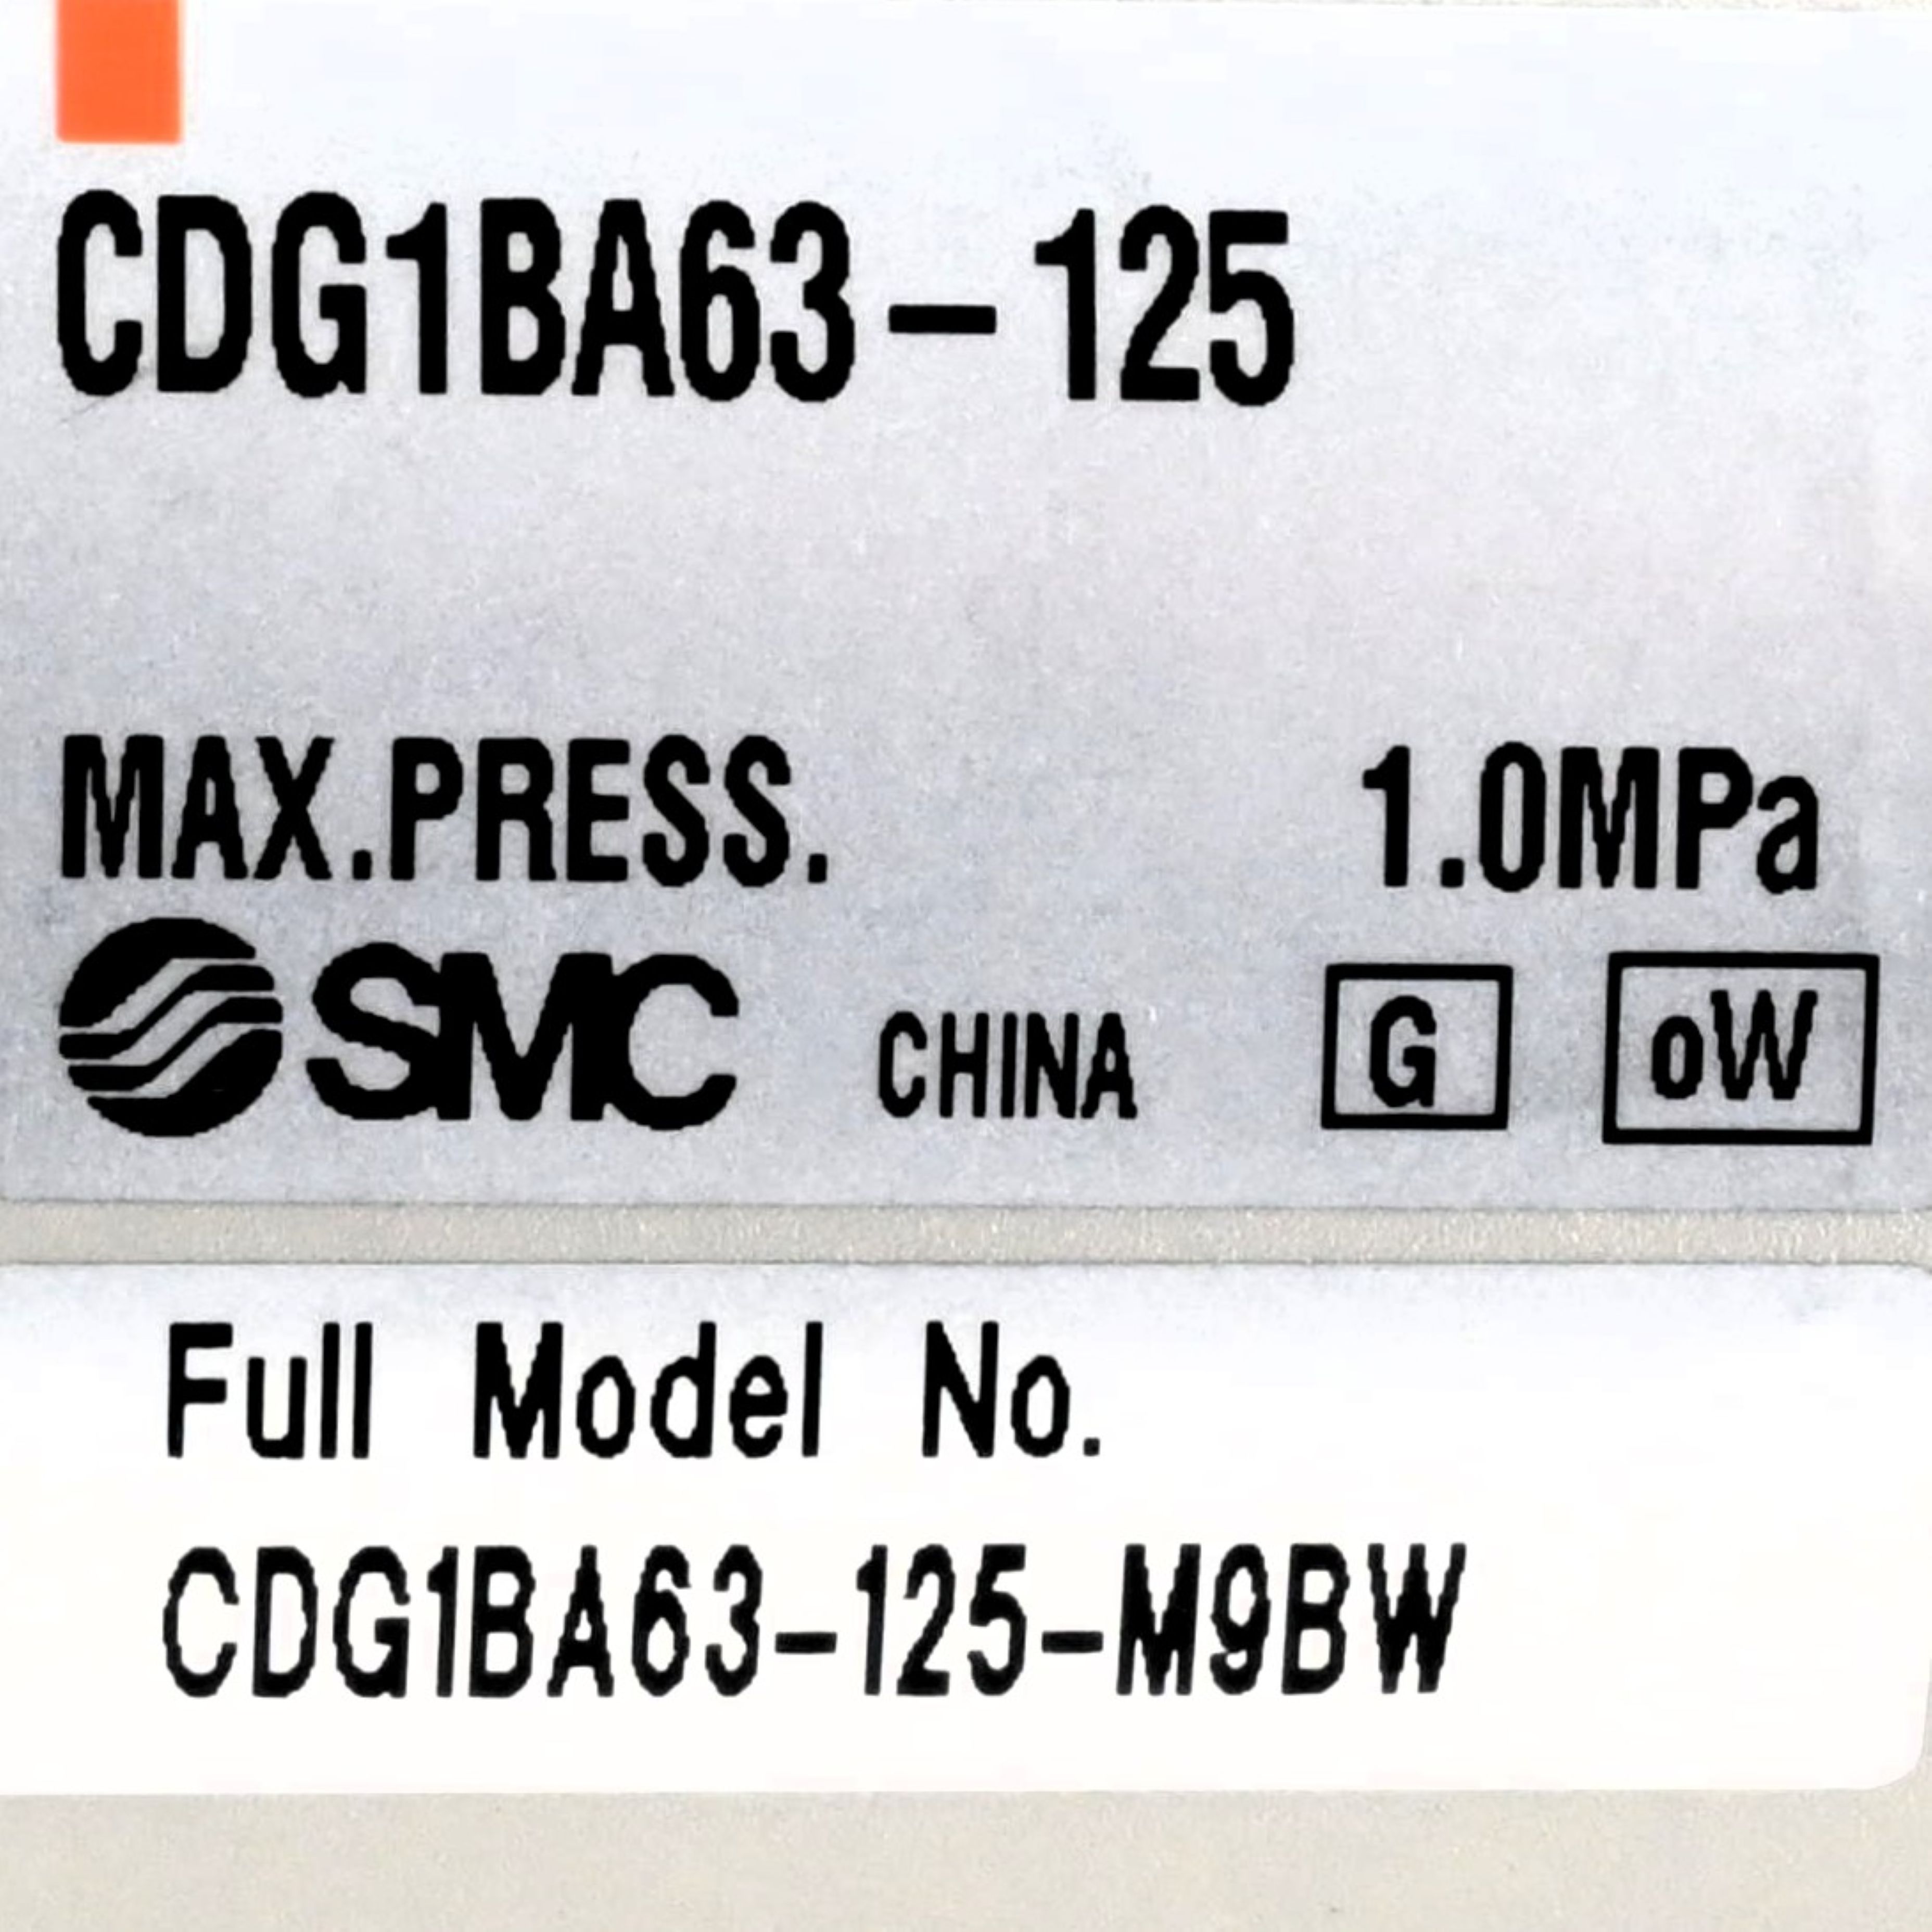 CDG1BA63-125
MAX.PRESS. 1.0MPa
SMC CHINA G oW
Full Model No.
CDG1BA63-125-M9BW